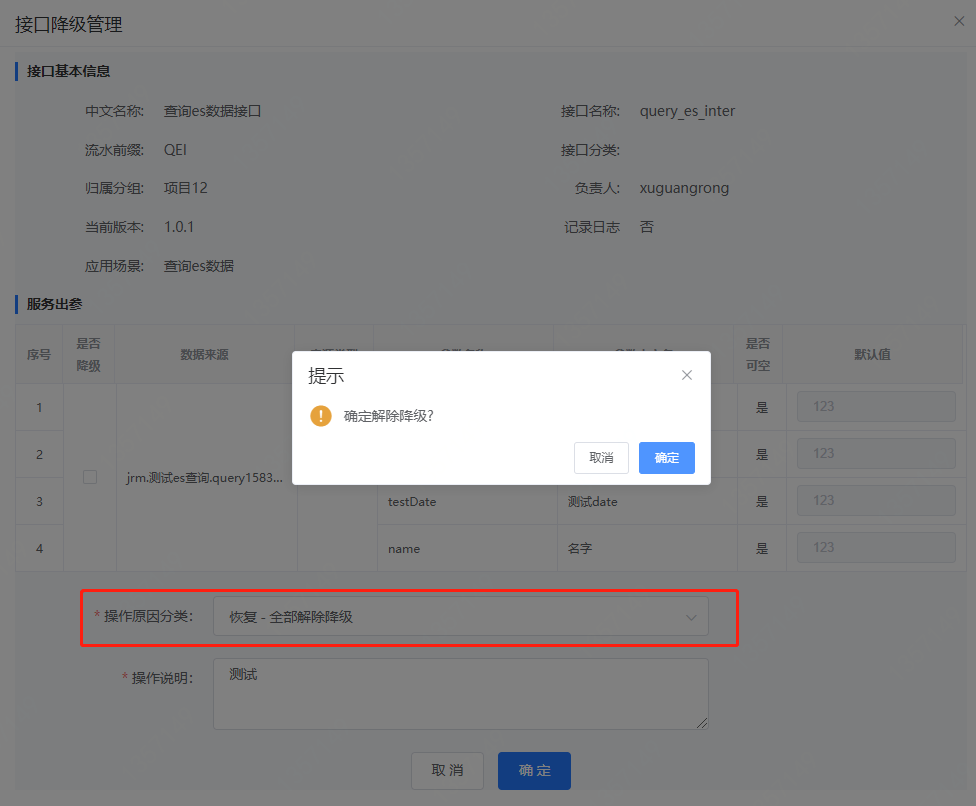 接口降级管理
接口基本信息
中文名称: 查询es数据接口 接口名称: query_es_inter
流水前缀: QEI 接口分类:
归属分组: 项目12 负责人: xuguangrong
当前版本: 1.0.1 记录日志 否
应用场景: 查询es数据
服务出参
序号 是否降级 数据来源 是否可空 默认值
提示
确定解除降级?
取消 确定
1 是 123
2 是 123
jrm.测试es查询.query1583...
3 testDate 测试date 是 123
4 name 名字 是 123
* 操作原因分类: 恢复 - 全部解除降级
* 操作说明: 测试
取 消 确 定